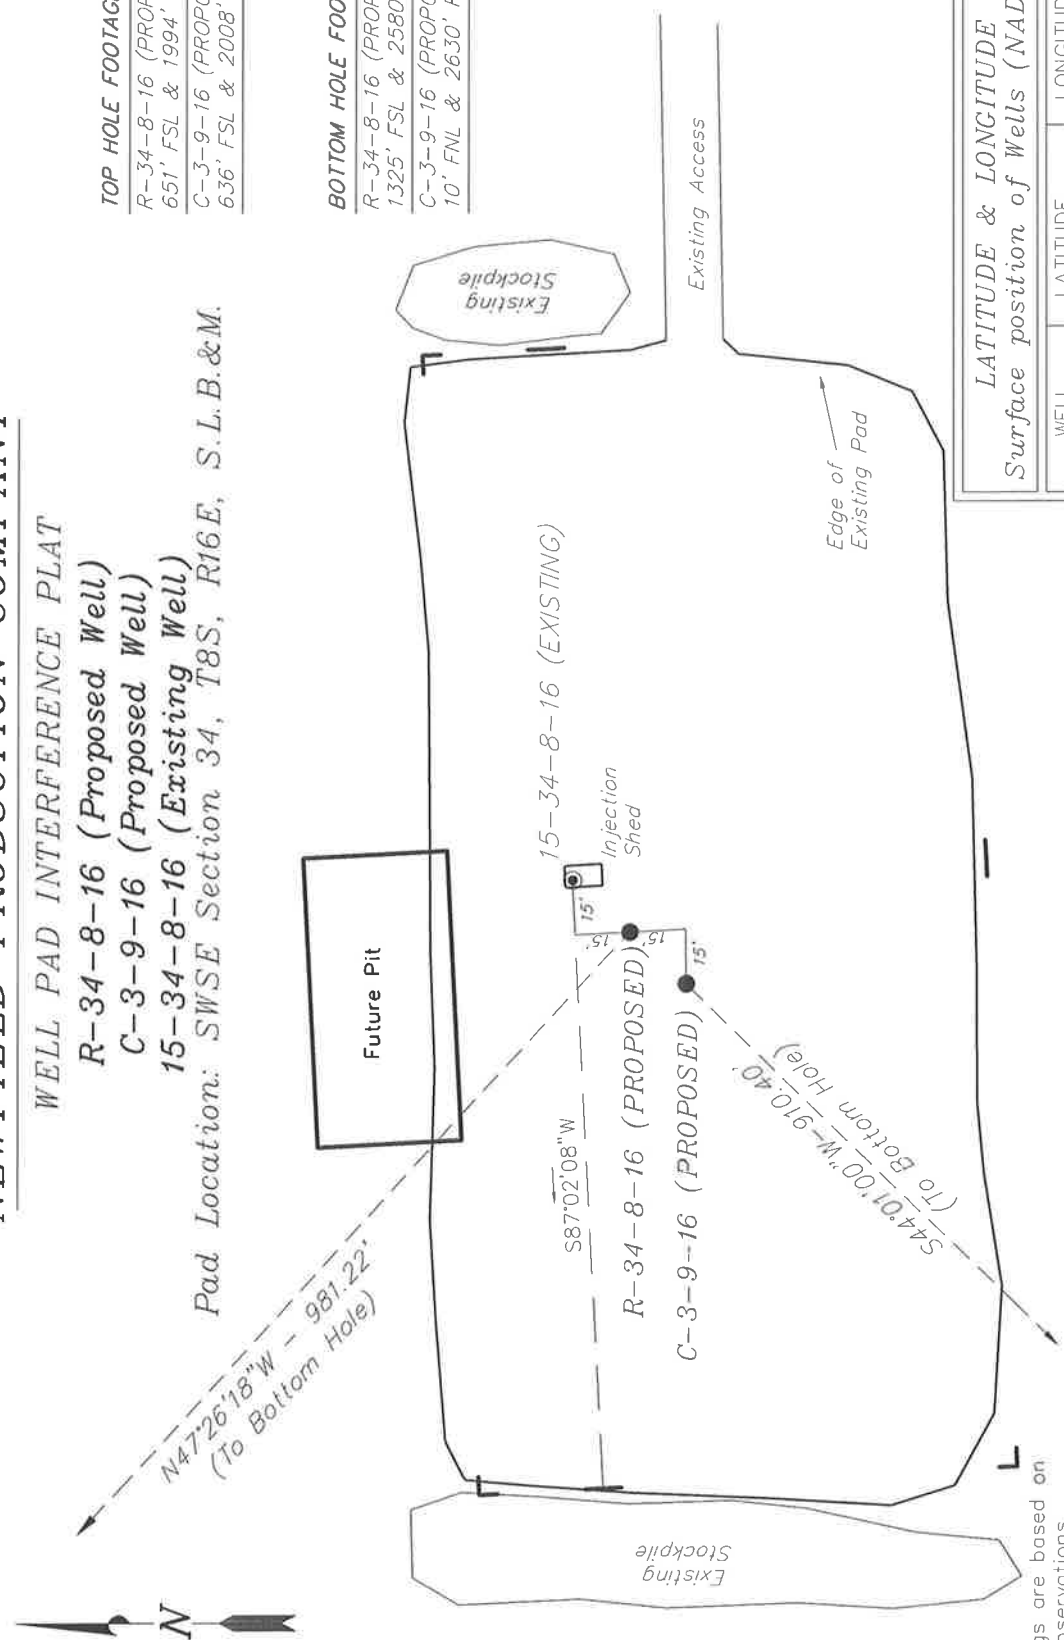 WELL PAD INTERFERENCE PLAT
R-34-8-16 (Proposed Well)
C-3-9-16 (Proposed Well)
15-34-8-16 (Existing Well)
Pad Location: SWSE Section 34, T8S, R16E, S.L.B.&M.
TOP HOLE FOOTAG
R-34-8-16 (PROP
651' FSL & 1994'
C-3-9-16 (PROPO
636' FSL & 2008'
BOTTOM HOLE FOO
R-34-8-16 (PROP
1325' FSL & 2580
C-3-9-16 (PROPO
10' FNL & 2630'
N
N47°26'18"W - 981.22'
(To Bottom Hole)
Future Pit
Existing
Stockpile
Existing Access
15-34-8-16 (EXISTING)
Injection
Shed
15'
15'
15'
15'
S87°02'08"W
R-34-8-16 (PROPOSED)
C-3-9-16 (PROPOSED)
S44°01'00"W-910.40'
(To Bottom Hole)
Edge of
Existing Pad
Existing
Stockpile
gs are based on
LATITUDE & LONGITUDE
Surface position of Wells (NAD
WELL
LATITUDE